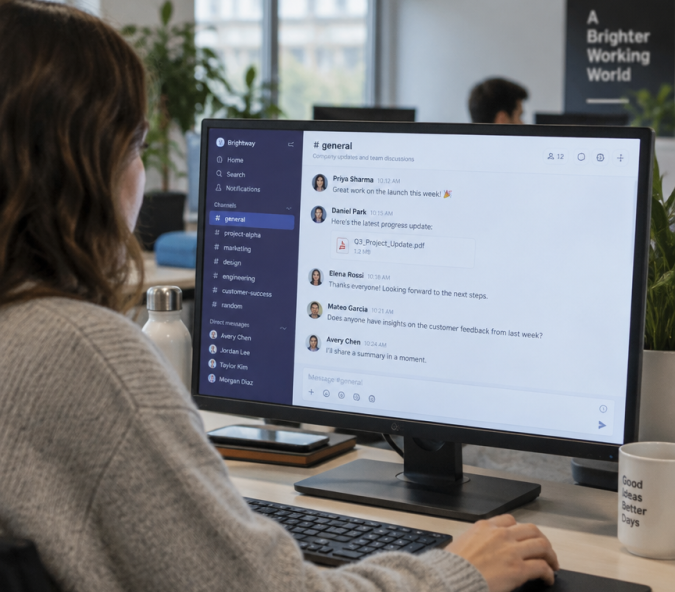 A
Brighter
Working
World
Brightway
Home
Search
Notifications
Channels
# general
# project-alpha
# marketing
# design
# engineering
# customer-success
# random
Direct messages
Avery Chen
Jordan Lee
Taylor Kim
Morgan Diaz
# general
Company updates and team discussions
12
Priya Sharma 10:12 AM
Great work on the launch this week! 🎉
Daniel Park 10:15 AM
Here's the latest progress update:
Q3_Project_Update.pdf
1.2 MB
Elena Rossi 10:18 AM
Thanks everyone! Looking forward to the next steps.
Mateo Garcia 10:21 AM
Does anyone have insights on the customer feedback from last week?
Avery Chen 10:24 AM
I'll share a summary in a moment.
Message #general
Good
Ideas
Better
Days